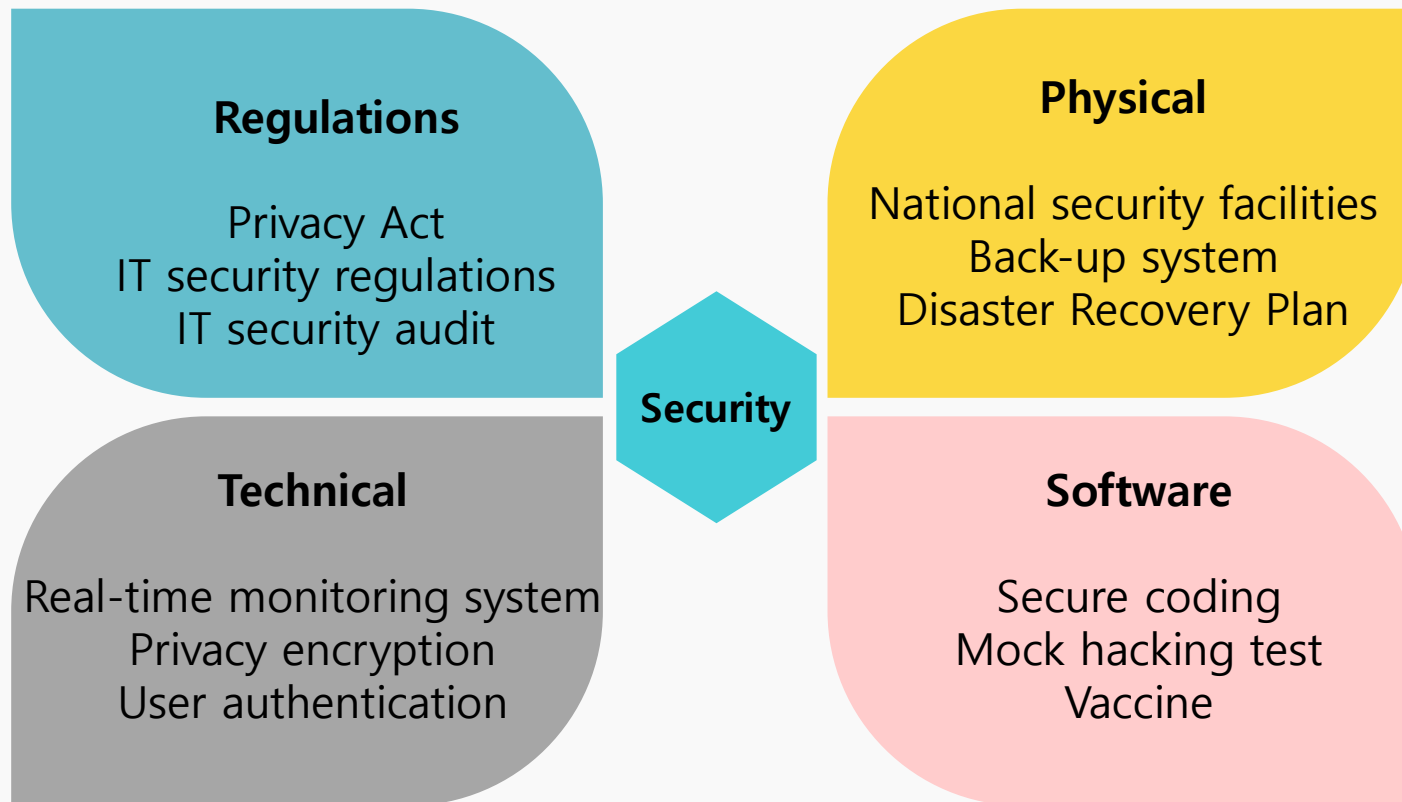 Regulations
Privacy Act
IT security regulations
IT security audit
Physical
National security facilities
Back-up system
Disaster Recovery Plan
Security
Technical
Real-time monitoring system
Privacy encryption
User authentication
Software
Secure coding
Mock hacking test
Vaccine